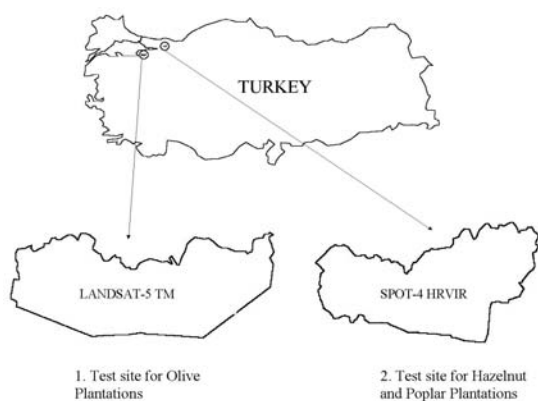 TURKEY
LANDSAT-5 TM
SPOT-4 HRVIR
1. Test site for Olive
Plantations
2. Test site for Hazelnut
and Poplar Plantations